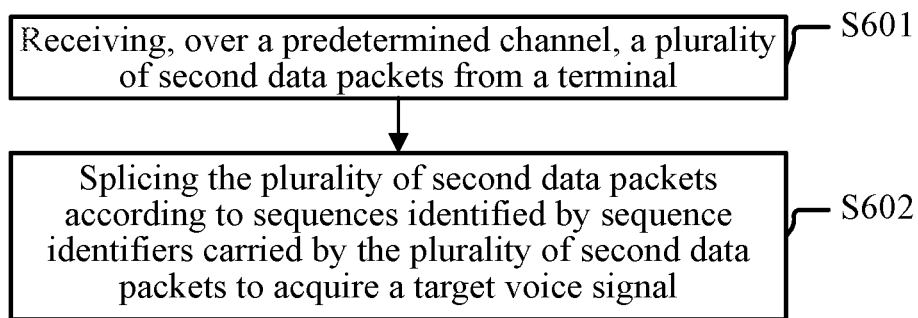 Receiving, over a predetermined channel, a plurality
of second data packets from a terminal
S601
Splicing the plurality of second data packets
according to sequences identified by sequence
identifiers carried by the plurality of second data
packets to acquire a target voice signal
S602